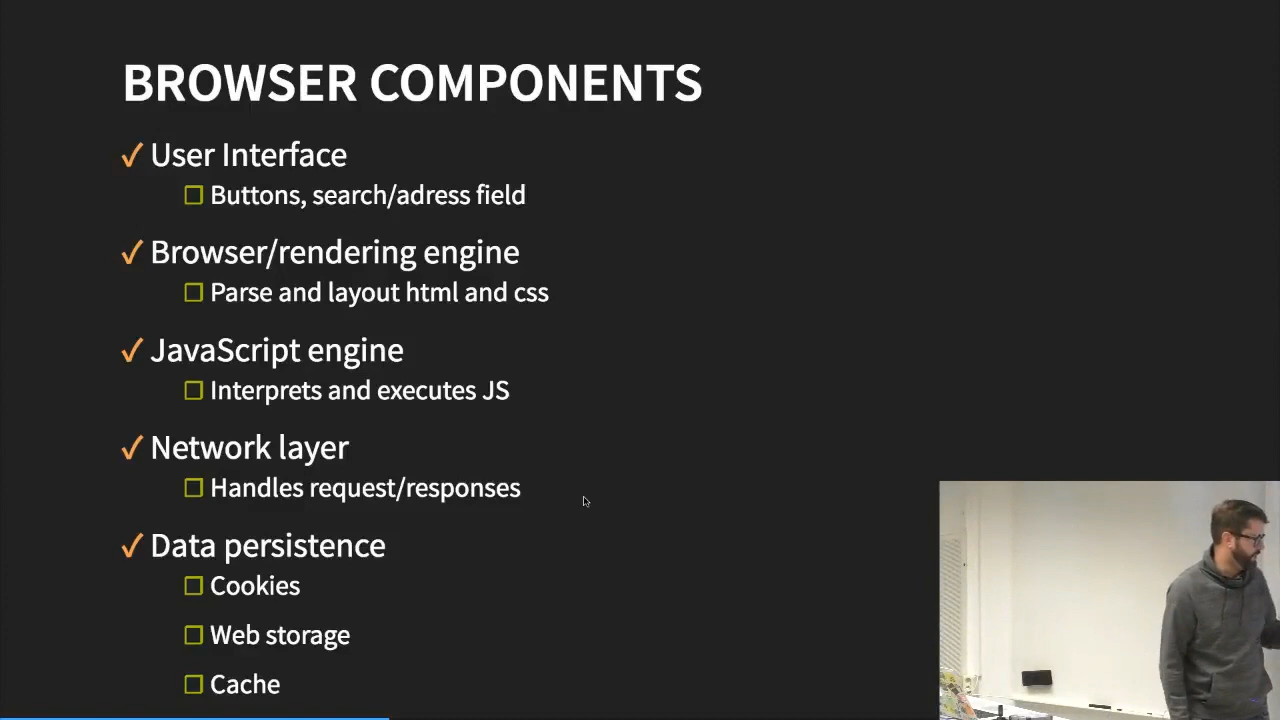 BROWSER COMPONENTS
✓ User Interface
☐ Buttons, search/adress field
✓ Browser/rendering engine
☐ Parse and layout html and css
✓ JavaScript engine
☐ Interprets and executes JS
✓ Network layer
☐ Handles request/responses
✓ Data persistence
☐ Cookies
☐ Web storage
☐ Cache